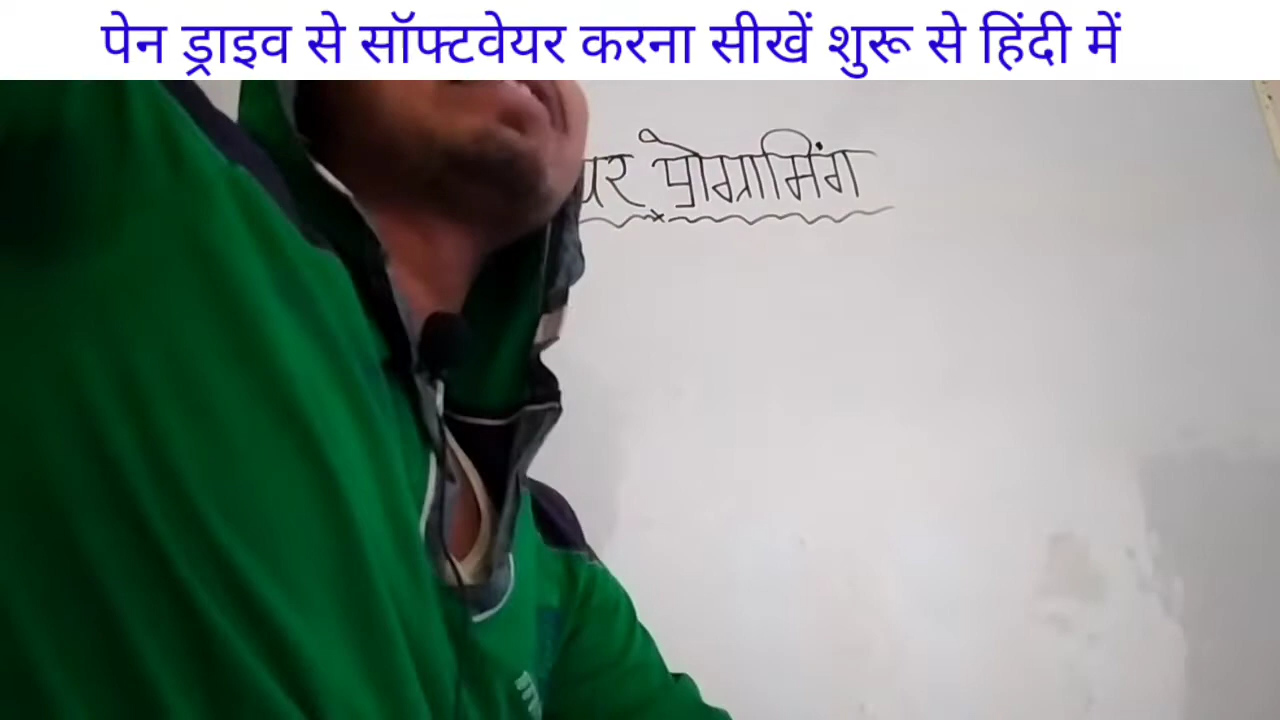 पेन ड्राइव से सॉफ्टवेयर करना सीखें शुरू से हिंदी में
प्रोग्रामिंग